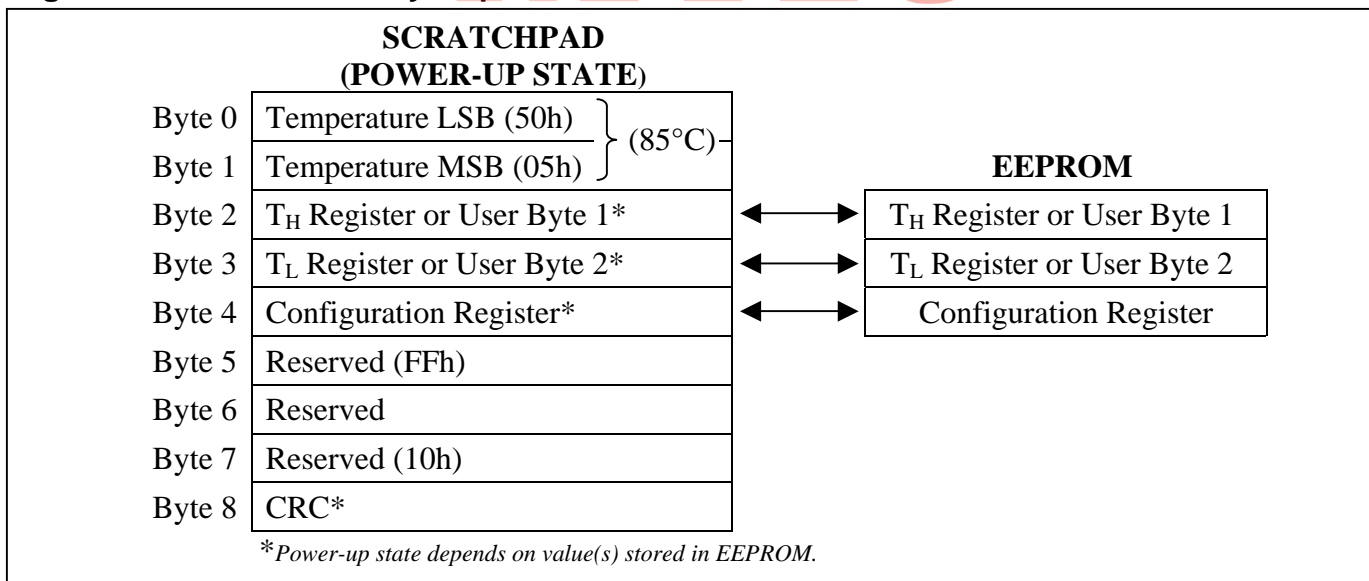 SCRATCHPAD
(POWER-UP STATE)
Byte 0 Temperature LSB (50h)
(85°C)
Byte 1 Temperature MSB (05h)
EEPROM
Byte 2 TH Register or User Byte 1* TH Register or User Byte 1
Byte 3 TL Register or User Byte 2* TL Register or User Byte 2
Byte 4 Configuration Register* Configuration Register
Byte 5 Reserved (FFh)
Byte 6 Reserved
Byte 7 Reserved (10h)
Byte 8 CRC*
*Power-up state depends on value(s) stored in EEPROM.